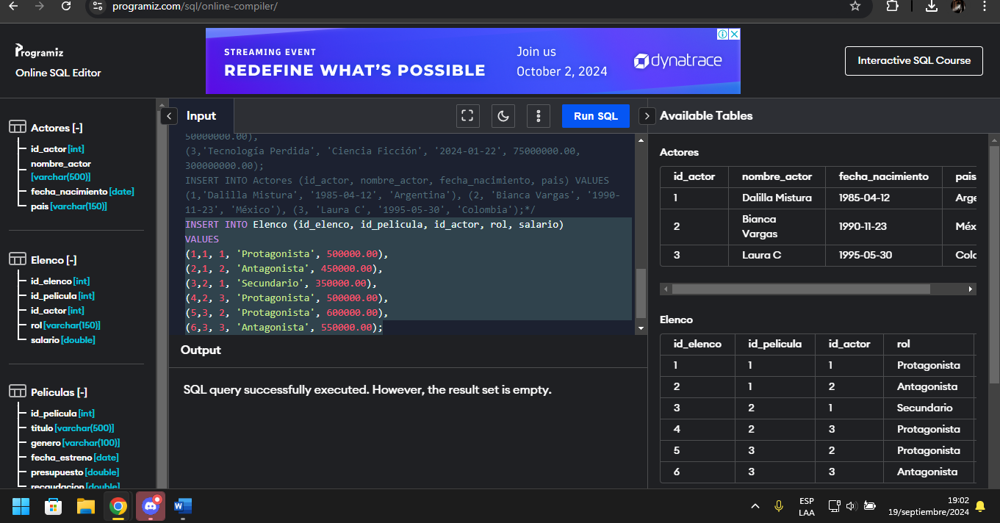 programiz.com/sql/online-compiler/
Programiz
Online SQL Editor
STREAMING EVENT
REDEFINE WHAT'S POSSIBLE
Join us
October 2, 2024
dynatrace
Interactive SQL Course
Actores [-]
id_actor [int]
nombre_actor
[varchar(500)]
fecha_nacimiento [date]
pais [varchar(150)]
Elenco [-]
id_elenco [int]
id_pelicula [int]
id_actor [int]
rol [varchar(150)]
salario [double]
Peliculas [-]
id_pelicula [int]
titulo [varchar(500)]
genero [varchar(100)]
fecha_estreno [date]
presupuesto [double]
recaudacion [double]
Input
Run SQL
50000000.00),
(3,'Tecnología Perdida', 'Ciencia Ficción', '2024-01-22', 75000000.00,
300000000.00);
INSERT INTO Actores (id_actor, nombre_actor, fecha_nacimiento, pais) VALUES
(1,'Dalilla Mistura', '1985-04-12', 'Argentina'), (2, 'Bianca Vargas', '1990-
11-23', 'México'), (3, 'Laura C', '1995-05-30', 'Colombia');*/
INSERT INTO Elenco (id_elenco, id_pelicula, id_actor, rol, salario)
VALUES
(1,1, 1, 'Protagonista', 500000.00),
(2,1, 2, 'Antagonista', 450000.00),
(3,2, 1, 'Secundario', 350000.00),
(4,2, 3, 'Protagonista', 500000.00),
(5,3, 2, 'Protagonista', 600000.00),
(6,3, 3, 'Antagonista', 550000.00);
Output
SQL query successfully executed. However, the result set is empty.
Available Tables
Actores
id_actor nombre_actor fecha_nacimiento pais
1 Dalilla Mistura 1985-04-12 Arge
2 Bianca Vargas 1990-11-23 Méx
3 Laura C 1995-05-30 Colo
Elenco
id_elenco id_pelicula id_actor rol
1 1 1 Protagonista
2 1 2 Antagonista
3 2 1 Secundario
4 2 3 Protagonista
5 3 2 Protagonista
6 3 3 Antagonista
ESP
LAA
19:02
19/septiembre/2024